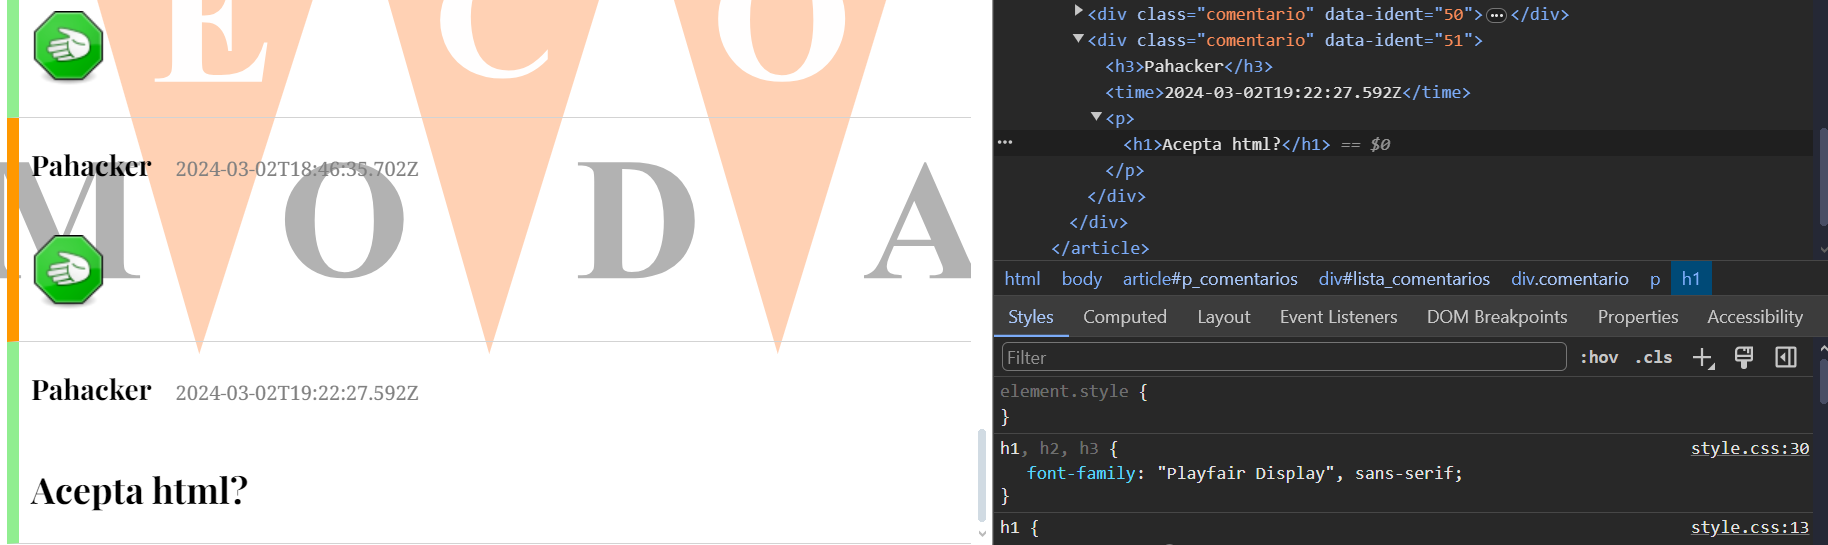 E C O
Pahacker 2024-03-02T18:46:35.702Z
M O D A
Pahacker 2024-03-02T19:22:27.592Z
Acepta html?
<div class="comentario" data-ident="50">…</div>
<div class="comentario" data-ident="51">
<h3>Pahacker</h3>
<time>2024-03-02T19:22:27.592Z</time>
<p>
… <h1>Acepta html?</h1> == $0
</p>
</div>
</div>
</article>
html body article#p_comentarios div#lista_comentarios div.comentario p h1
Styles Computed Layout Event Listeners DOM Breakpoints Properties Accessibility
Filter :hov .cls
element.style {
}
h1, h2, h3 { style.css:30
font-family: "Playfair Display", sans-serif;
}
h1 { style.css:13